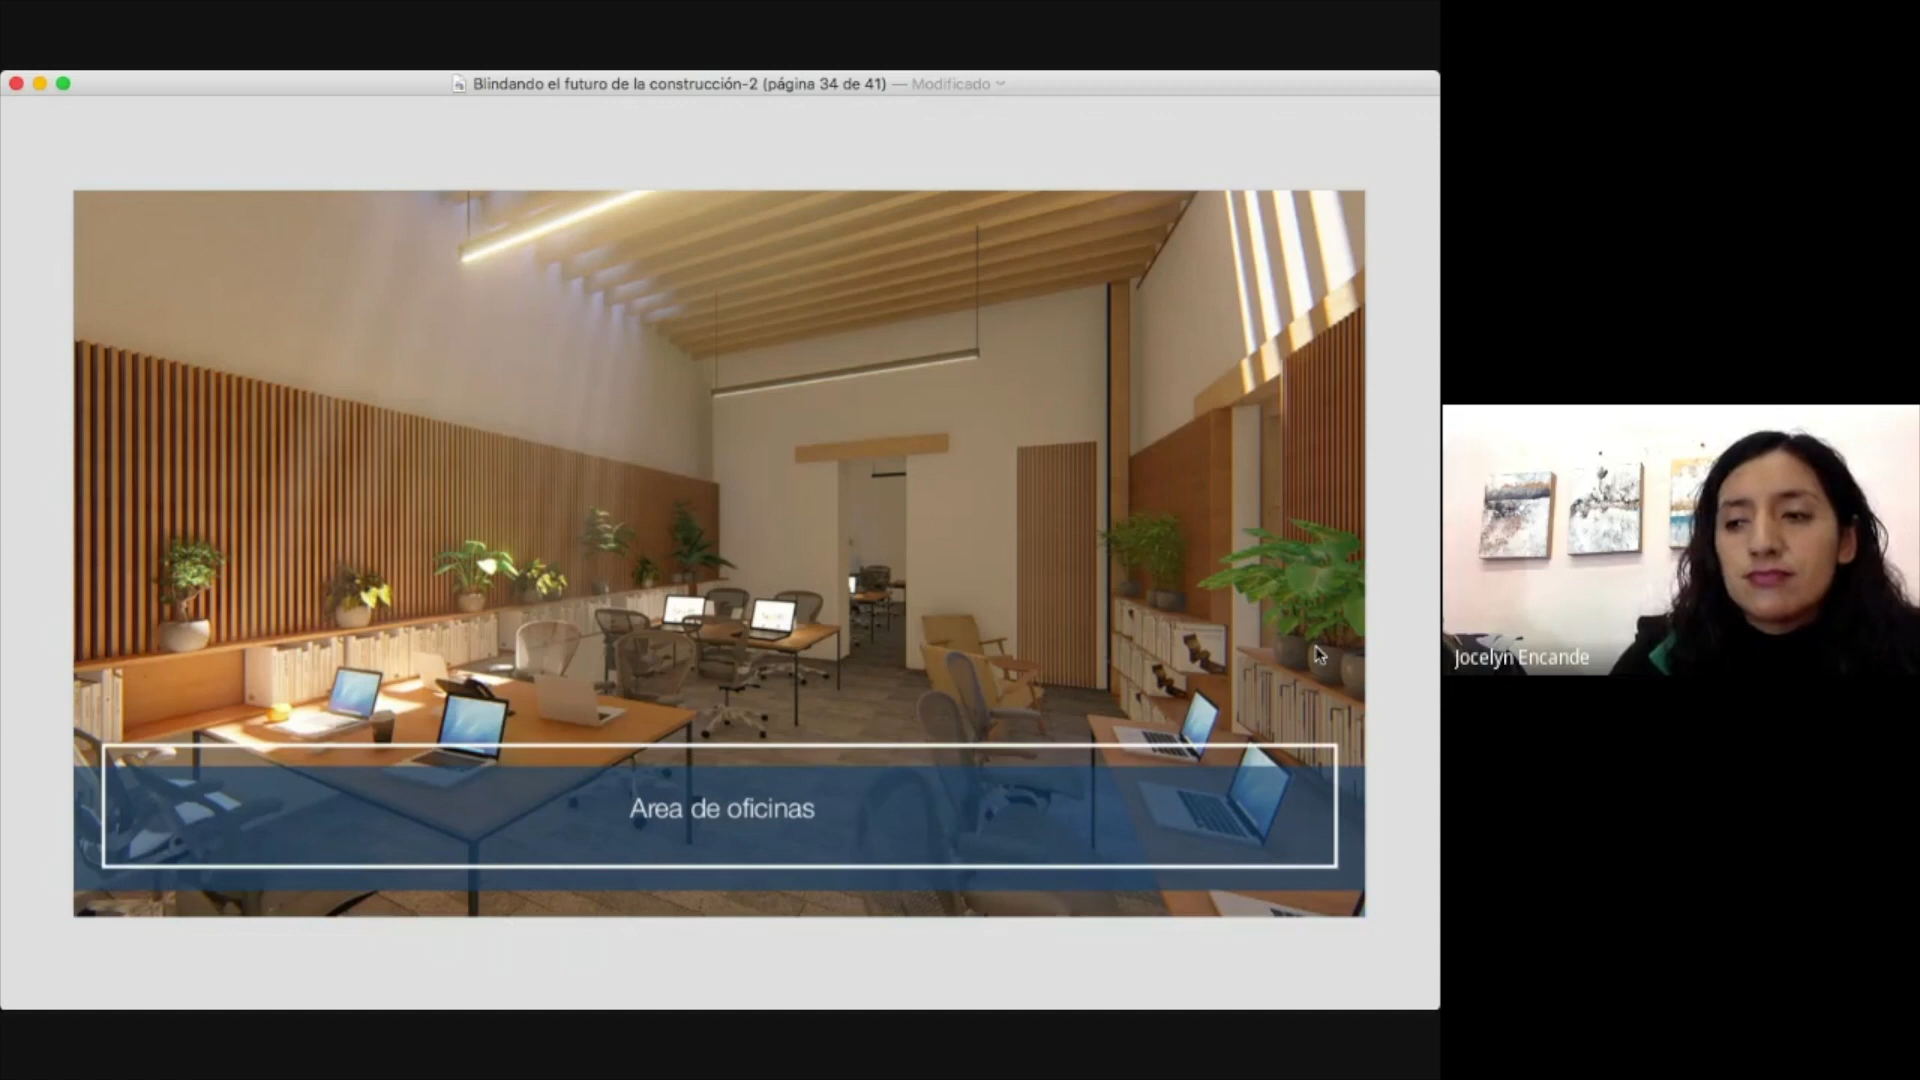 Blindando el futuro de la construcción-2 (página 34 de 41) — Modificado
Area de oficinas
Jocelyn Encande